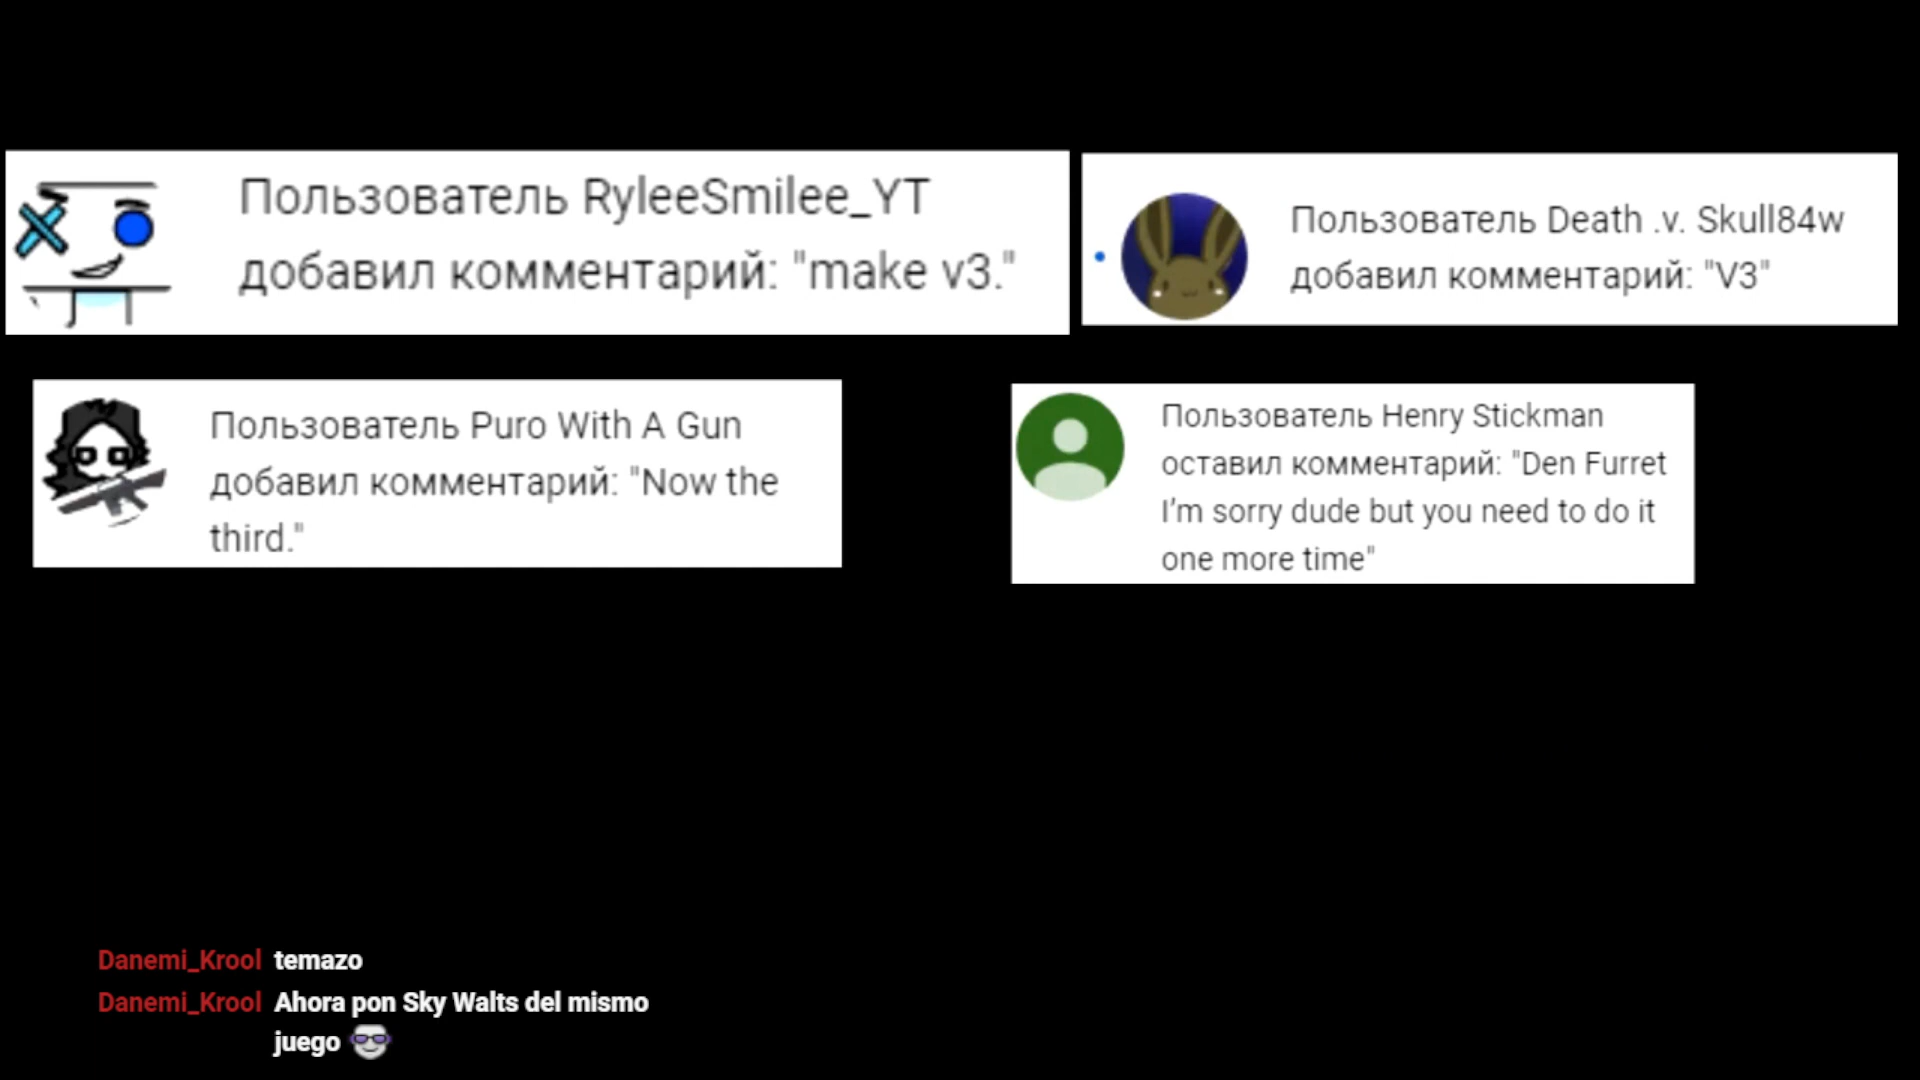 Пользователь RyleeSmilee_YT
добавил комментарий: "make v3."
Пользователь Death .v. Skull84w
добавил комментарий: "V3"
Пользователь Puro With A Gun
добавил комментарий: "Now the
third."
Пользователь Henry Stickman
оставил комментарий: "Den Furret
I’m sorry dude but you need to do it
one more time"
Danemi_Krool temazo
Danemi_Krool Ahora pon Sky Walts del mismo
juego